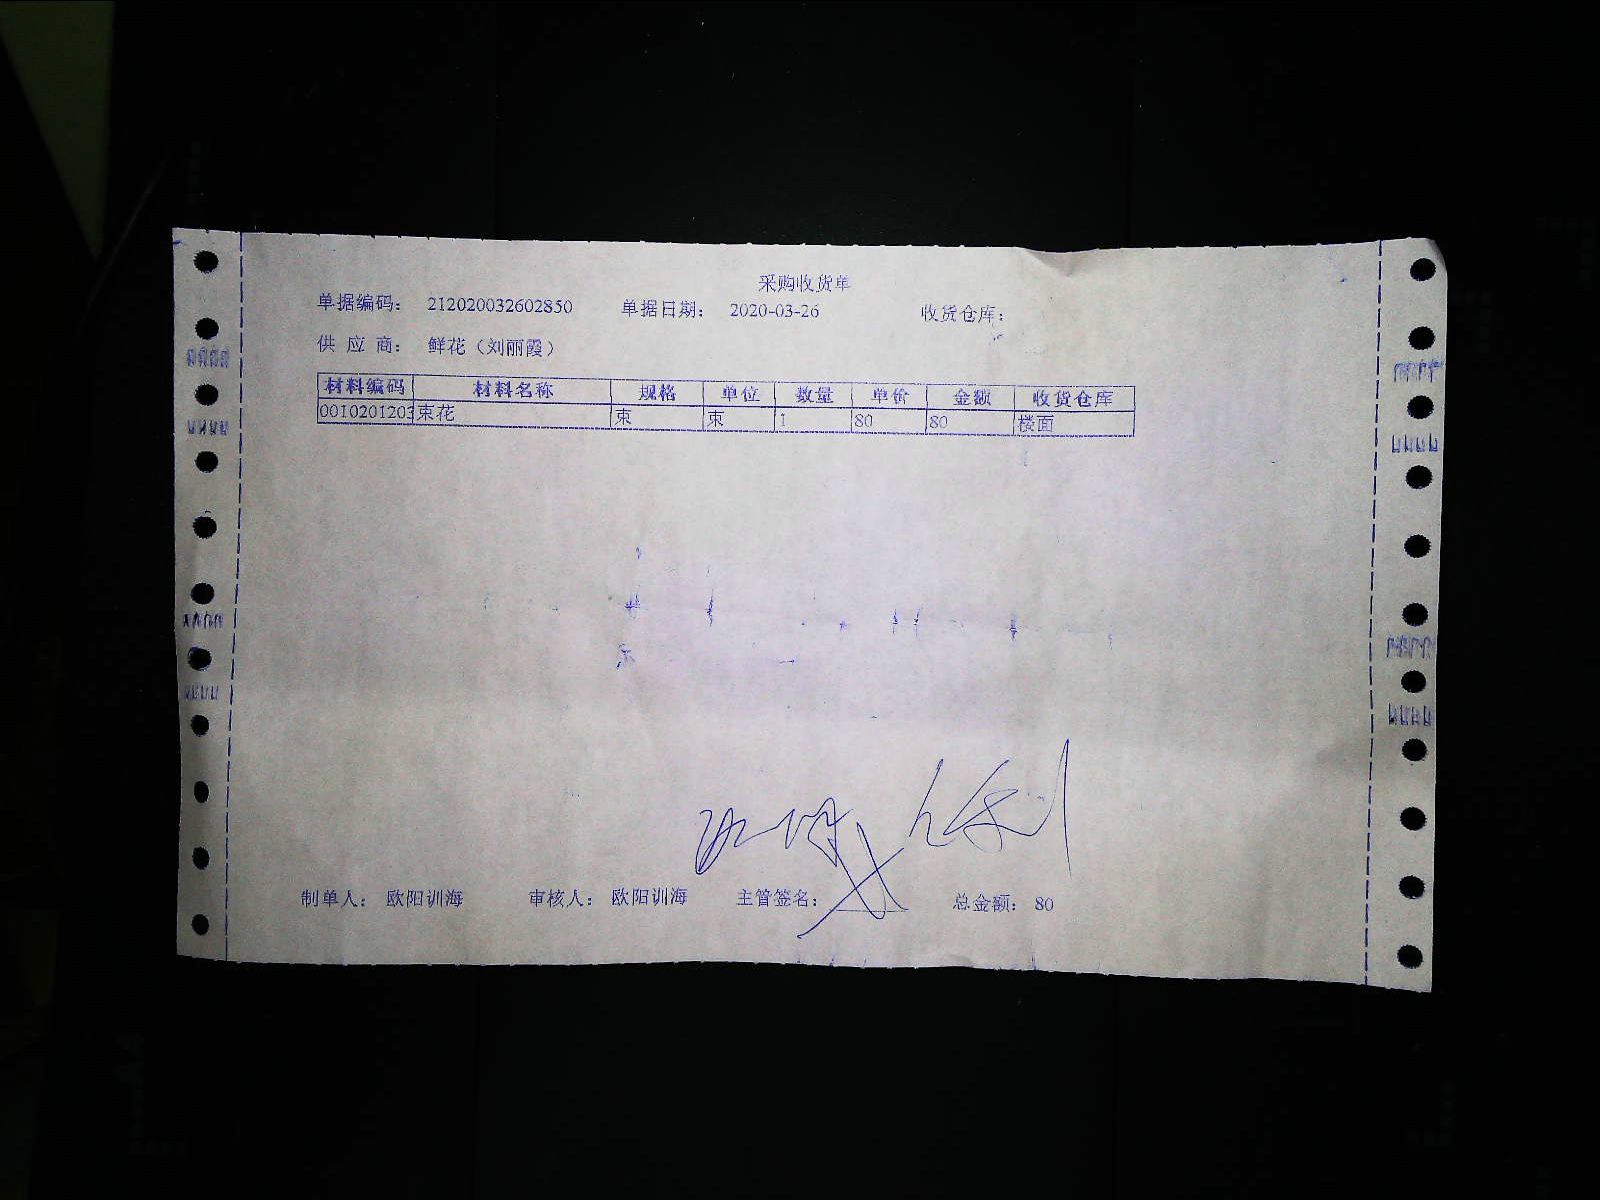 采购收货单
单据编码： 212020032602850 单据日期： 2020-03-26 收货仓库：
供 应 商： 鲜花（刘丽霞）
材料编码 材料名称 规格 单位 数量 单价 金额 收货仓库
0010201203 束花 束 束 1 80 80 楼面
制单人： 欧阳训海 审核人： 欧阳训海 主管签名： 总金额： 80